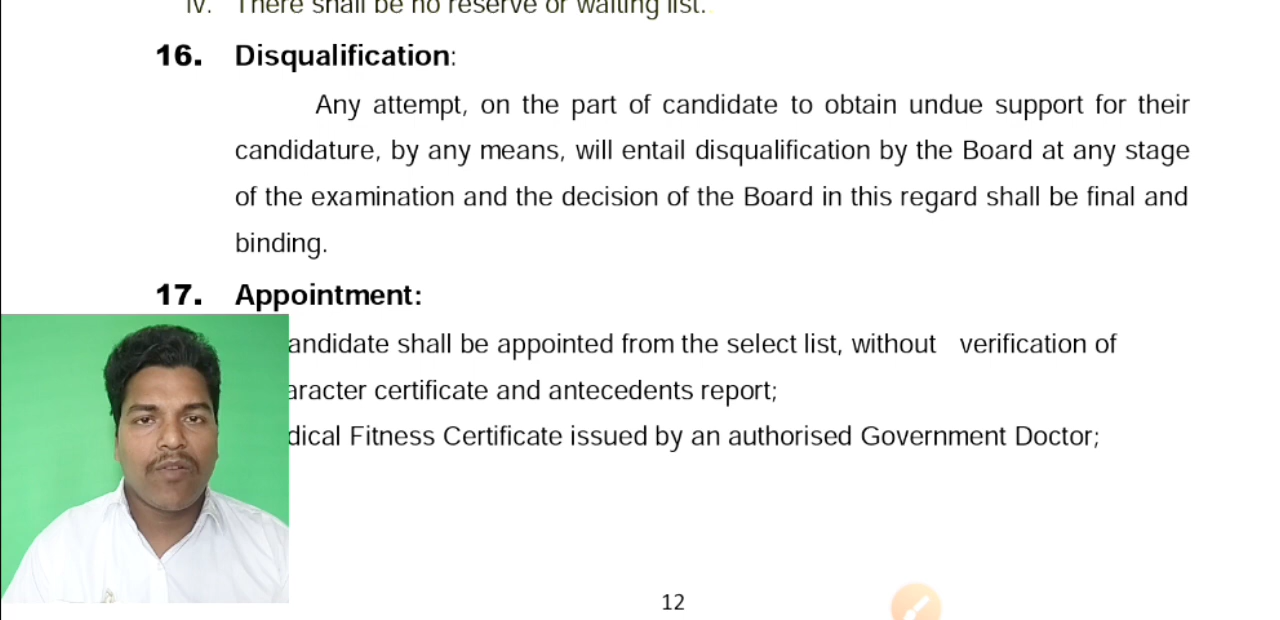 iv. There shall be no reserve or waiting list.
16. Disqualification:
Any attempt, on the part of candidate to obtain undue support for their
candidature, by any means, will entail disqualification by the Board at any stage
of the examination and the decision of the Board in this regard shall be final and
binding.
17. Appointment:
andidate shall be appointed from the select list, without verification of
aracter certificate and antecedents report;
dical Fitness Certificate issued by an authorised Government Doctor;
12